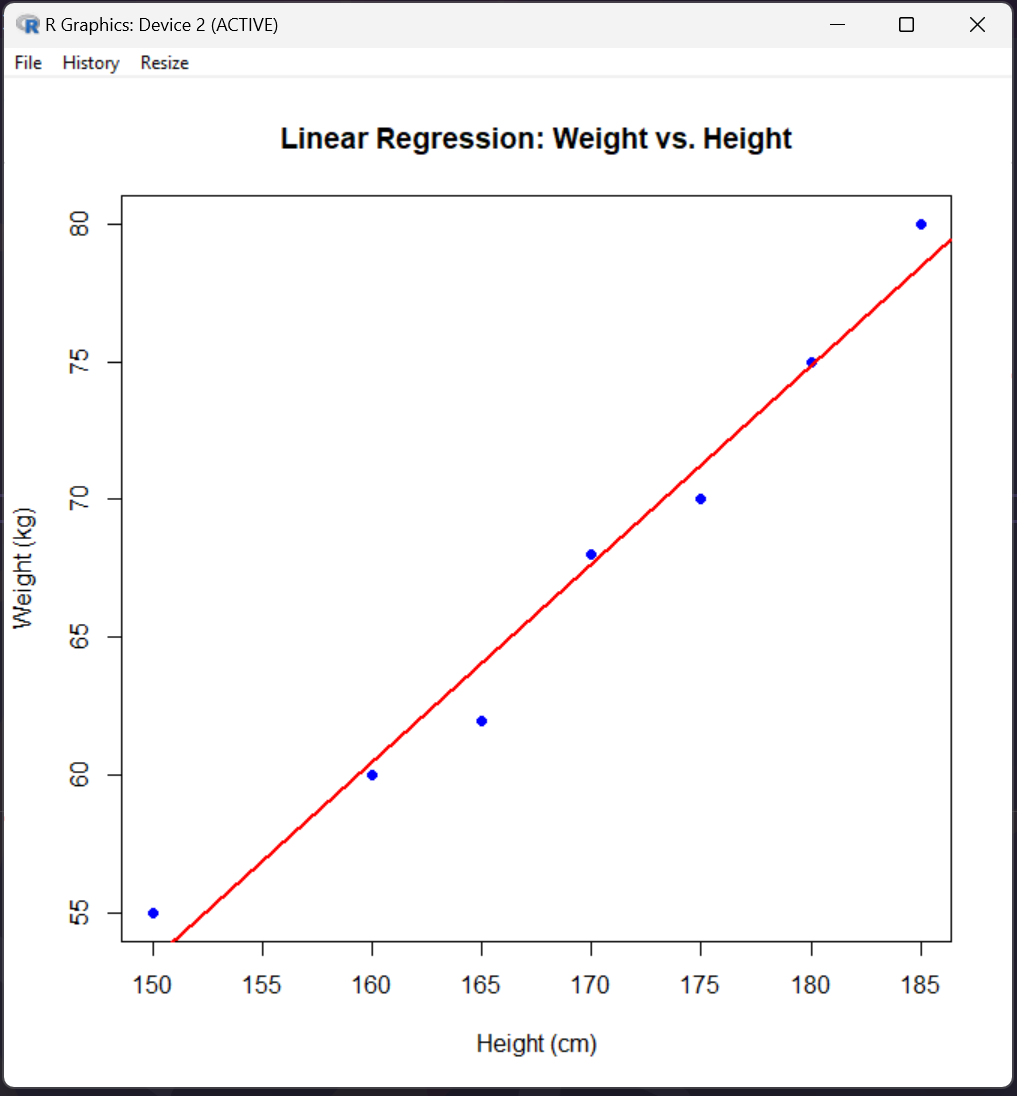 R Graphics: Device 2 (ACTIVE)
File History Resize
Linear Regression: Weight vs. Height
80
75
70
65
60
55
Weight (kg)
150 155 160 165 170 175 180 185
Height (cm)